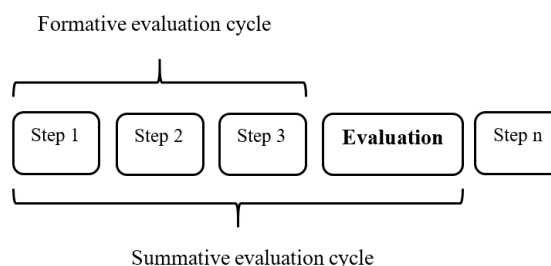 Formative evaluation cycle
Step 1 Step 2 Step 3 Evaluation Step n
Summative evaluation cycle